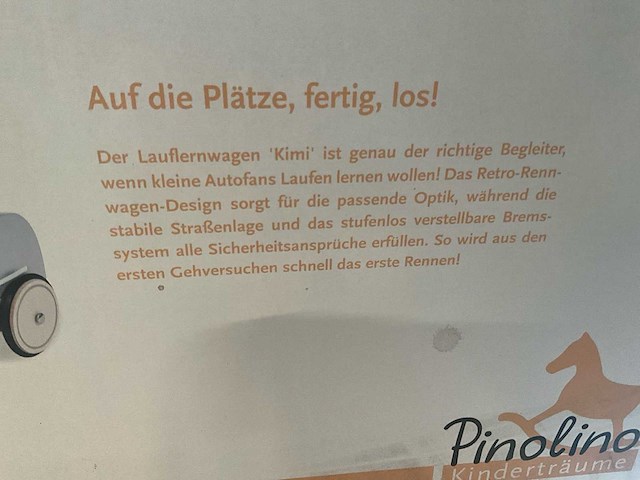 Auf die Plätze, fertig, los!
Der Lauflernwagen 'Kimi' ist genau der richtige Begleiter,
wenn kleine Autofans Laufen lernen wollen! Das Retro-Renn-
wagen-Design sorgt für die passende Optik, während die
stabile Straßenlage und das stufenlos verstellbare Brems-
system alle Sicherheitsansprüche erfüllen. So wird aus den
ersten Gehversuchen schnell das erste Rennen!
Pinolino
Kinderträume